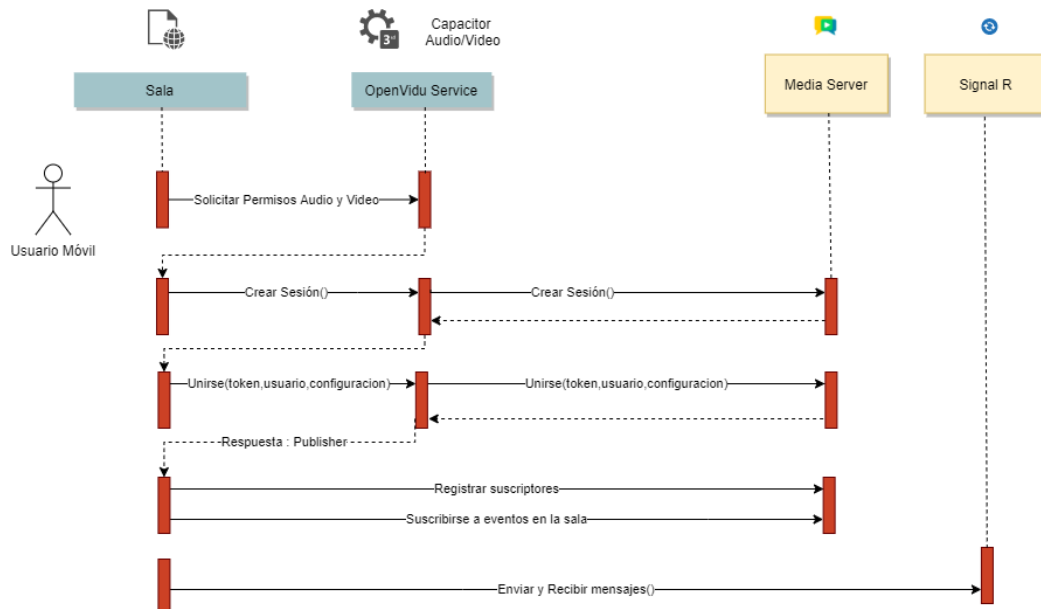 Capacitor
Audio/Video
3rd
Sala
OpenVidu Service
Media Server
Signal R
Solicitar Permisos Audio y Video
Usuario Móvil
Crear Sesión()
Crear Sesión()
Unirse(token,usuario,configuracion)
Unirse(token,usuario,configuracion)
Respuesta : Publisher
Registrar suscriptores
Suscribirse a eventos en la sala
Enviar y Recibir mensajes()